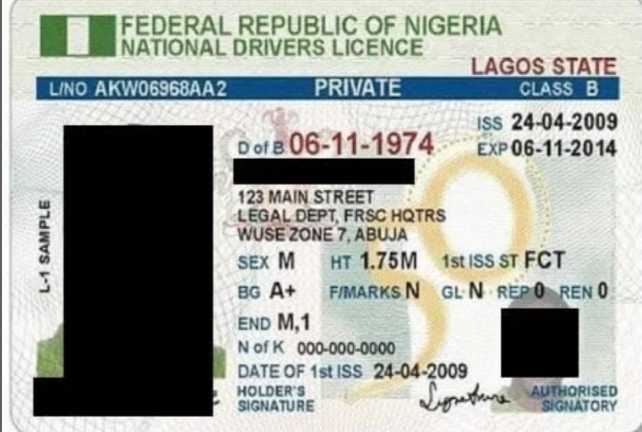 FEDERAL REPUBLIC OF NIGERIA
NATIONAL DRIVERS LICENCE
LAGOS STATE
L/NO AKW06968AA2 PRIVATE CLASS B
ISS 24-04-2009
D of B 06-11-1974 EXP 06-11-2014
123 MAIN STREET
LEGAL DEPT, FRSC HQTRS
WUSE ZONE 7, ABUJA
SEX M HT 1.75M 1st ISS ST FCT
BG A+ F/MARKS N GL N REP 0 REN 0
END M,1
N of K 000-000-0000
DATE OF 1st ISS 24-04-2009
HOLDER'S SIGNATURE
Signature
AUTHORISED SIGNATORY
L-1 SAMPLE